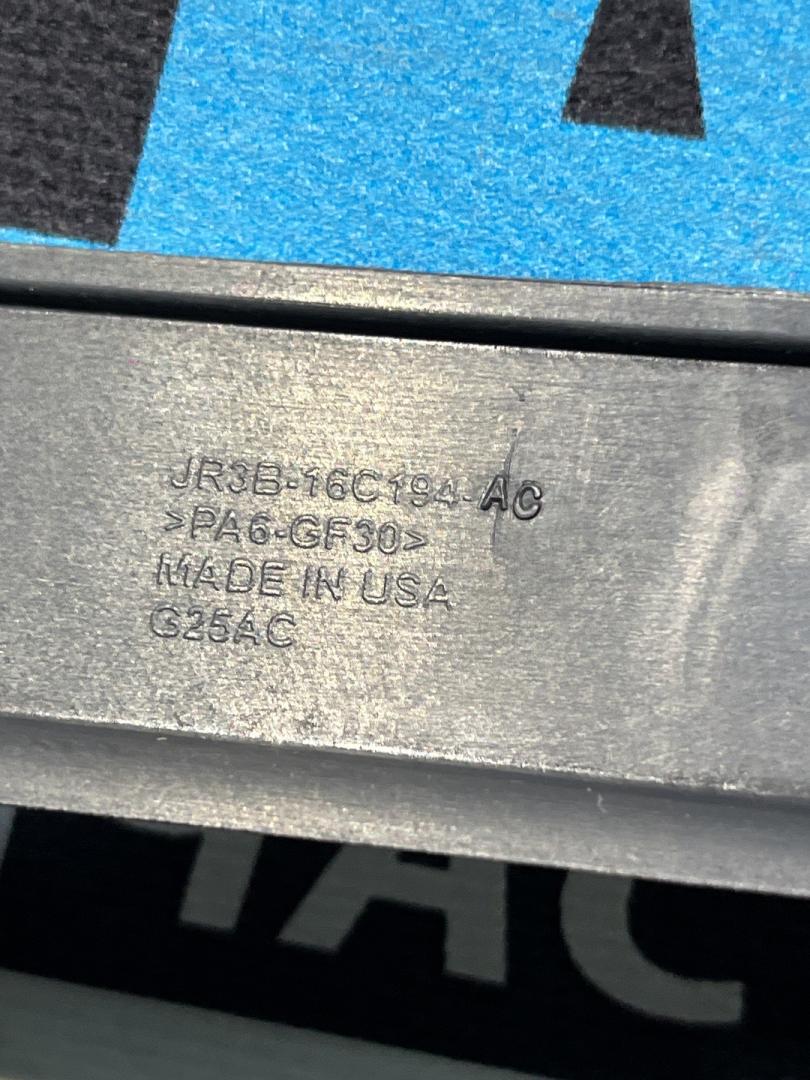 JR3B-16C194-AC
>PA6-GF30>
MADE IN USA
G25AC